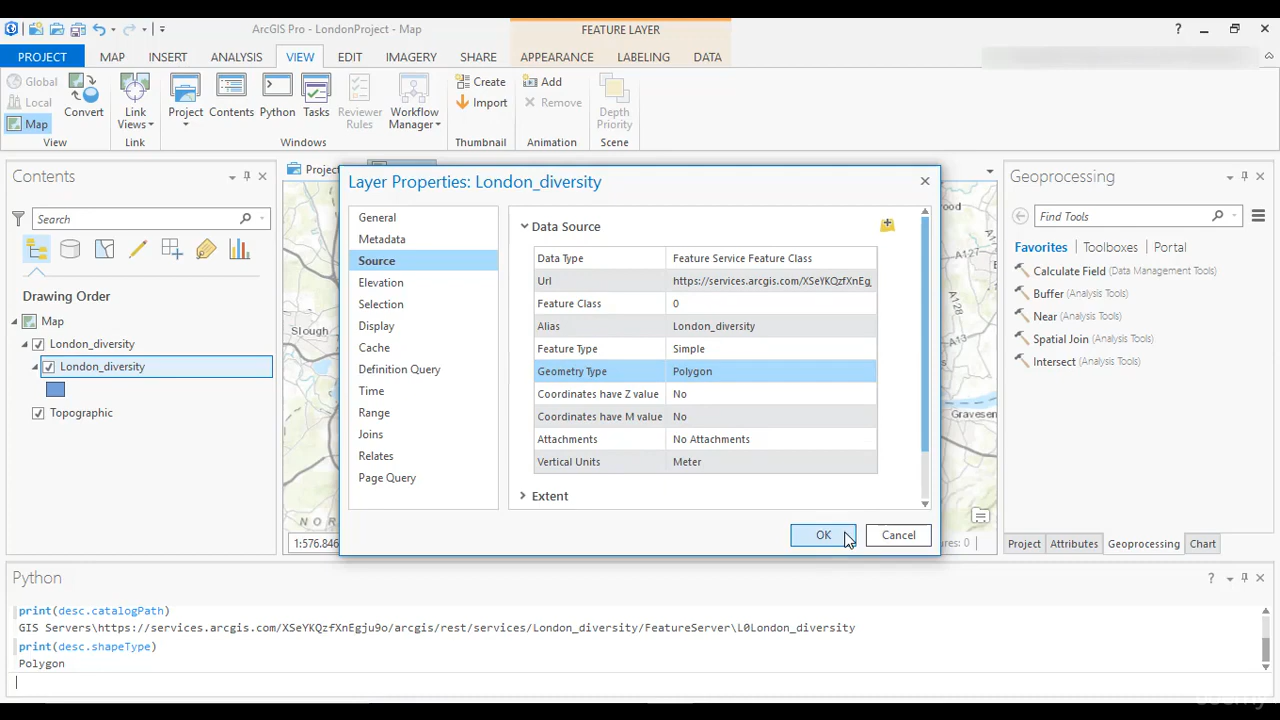 ArcGIS Pro - LondonProject - Map
FEATURE LAYER
?
PROJECT MAP INSERT ANALYSIS VIEW EDIT IMAGERY SHARE APPEARANCE LABELING DATA
Global
Local
Map
Convert
Link
Views
Project
Contents
Python
Tasks
Reviewer
Rules
Workflow
Manager
Create
Import
Add
Remove
Depth
Priority
View
Link
Windows
Thumbnail
Animation
Scene
Contents
Search
Drawing Order
Map
London_diversity
London_diversity
Topographic
Project
Slough
1:576.846
Layer Properties: London_diversity
General
Metadata
Source
Elevation
Selection
Display
Cache
Definition Query
Time
Range
Joins
Relates
Page Query
Data Source
Data Type Feature Service Feature Class
Url https://services.arcgis.com/XSeYKQzfXnEg
Feature Class 0
Alias London_diversity
Feature Type Simple
Geometry Type Polygon
Coordinates have Z value No
Coordinates have M value No
Attachments No Attachments
Vertical Units Meter
Extent
OK Cancel
A128
A13
Gravesen
Geoprocessing
Find Tools
Favorites Toolboxes Portal
Calculate Field (Data Management Tools)
Buffer (Analysis Tools)
Near (Analysis Tools)
Spatial Join (Analysis Tools)
Intersect (Analysis Tools)
Project Attributes Geoprocessing Chart
Python
?
print(desc.catalogPath)
GIS Servers\https://services.arcgis.com/XSeYKQzfXnEgju9o/arcgis/rest/services/London_diversity/FeatureServer\L0London_diversity
print(desc.shapeType)
Polygon